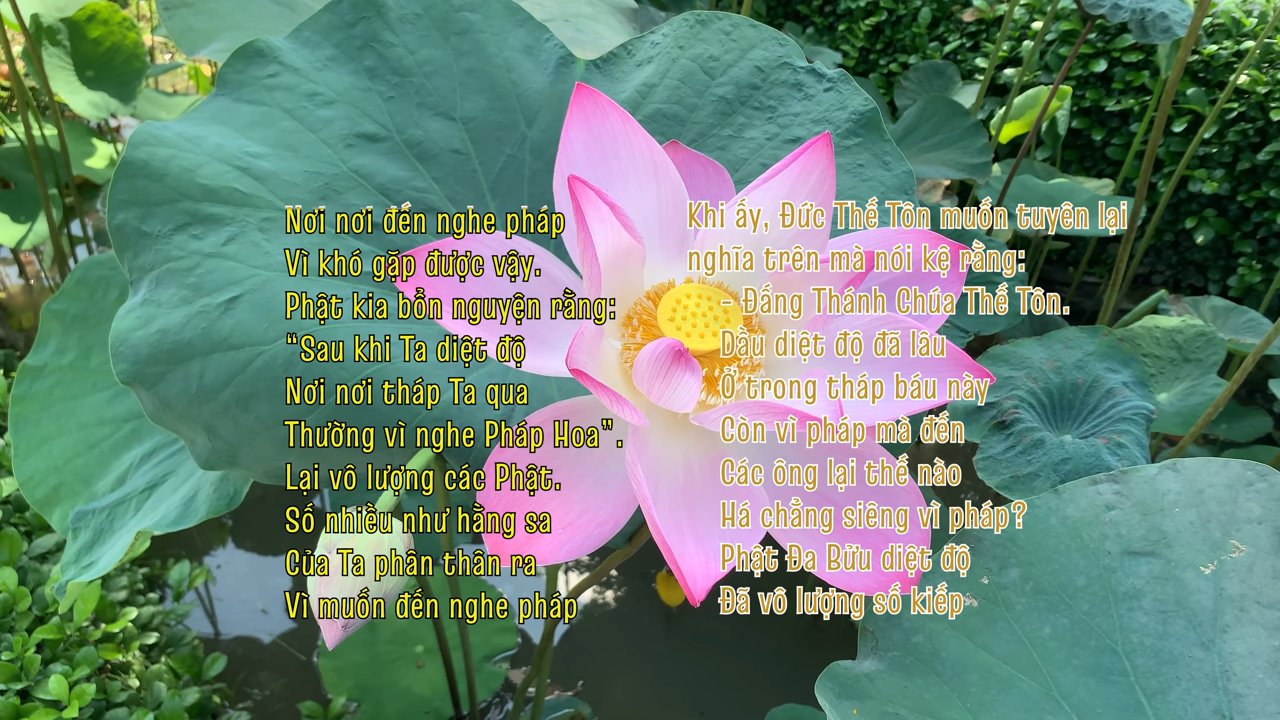 Nơi nơi đến nghe pháp
Vì khó gặp được vậy.
Phật kia bổn nguyện rằng:
“Sau khi Ta diệt độ
Nơi nơi tháp Ta qua
Thường vì nghe Pháp Hoa”.
Lại vô lượng các Phật.
Số nhiều như hằng sa
Của Ta phân thân ra
Vì muốn đến nghe pháp
Khi ấy, Đức Thế Tôn muốn tuyên lại
nghĩa trên mà nói kệ rằng:
- Đấng Thánh Chúa Thế Tôn.
Dầu diệt độ đã lâu
Ở trong tháp báu này
Còn vì pháp mà đến
Các ông lại thế nào
Há chẳng siêng vì pháp?
Phật Đa Bửu diệt độ
Đã vô lượng số kiếp